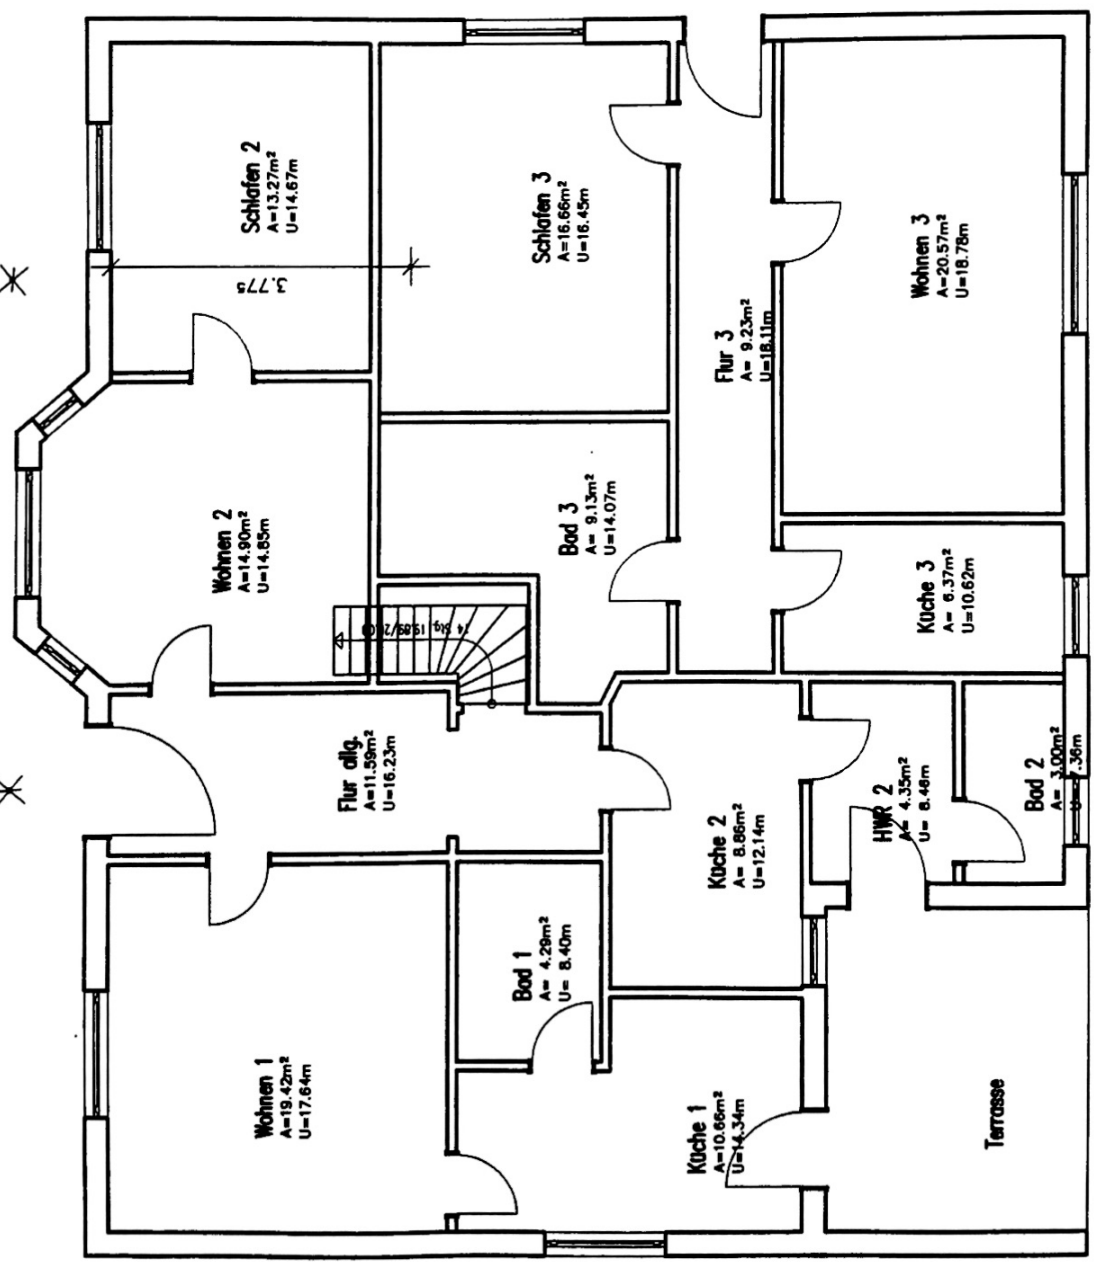 Schlafen 2
A=13.27m²
U=14.67m
3.775
Schlafen 3
A=16.66m²
U=16.45m
Wohnen 3
A=20.57m²
U=18.78m
Flur 3
A= 9.23m²
U=18.11m
Wohnen 2
A=14.90m²
U=14.85m
Bad 3
A= 9.13m²
U=14.07m
Küche 3
A= 6.37m²
U=10.62m
14 Stg.
Flur allg.
A=11.59m²
U=16.23m
Küche 2
A= 8.86m²
U=12.14m
HWR 2
A= 4.35m²
U= 8.48m
Bad 2
A= 3.00m²
U= 7.36m
Bad 1
A= 4.29m²
U= 8.40m
Wohnen 1
A=19.42m²
U=17.64m
Küche 1
A=10.66m²
U=14.34m
Terrasse